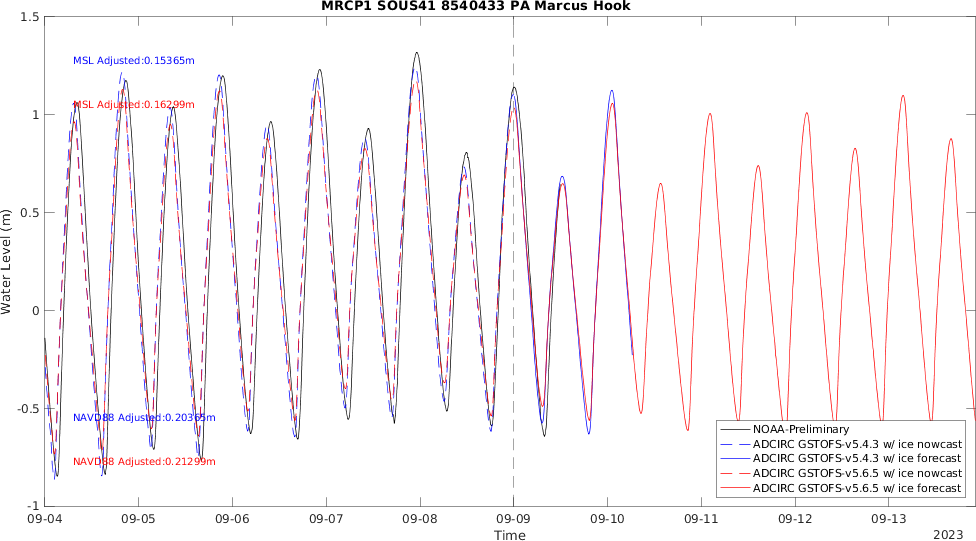 MRCP1 SOUS41 8540433 PA Marcus Hook
1.5
MSL Adjusted:0.15365m
MSL Adjusted:0.16299m
1
0.5
Water Level (m)
0
-0.5
NAVD88 Adjusted:0.20365m
NAVD88 Adjusted:0.21299m
-1
NOAA-Preliminary
ADCIRC GSTOFS-v5.4.3 w/ ice nowcast
ADCIRC GSTOFS-v5.4.3 w/ ice forecast
ADCIRC GSTOFS-v5.6.5 w/ ice nowcast
ADCIRC GSTOFS-v5.6.5 w/ ice forecast
09-04 09-05 09-06 09-07 09-08 09-09 09-10 09-11 09-12 09-13
Time
2023